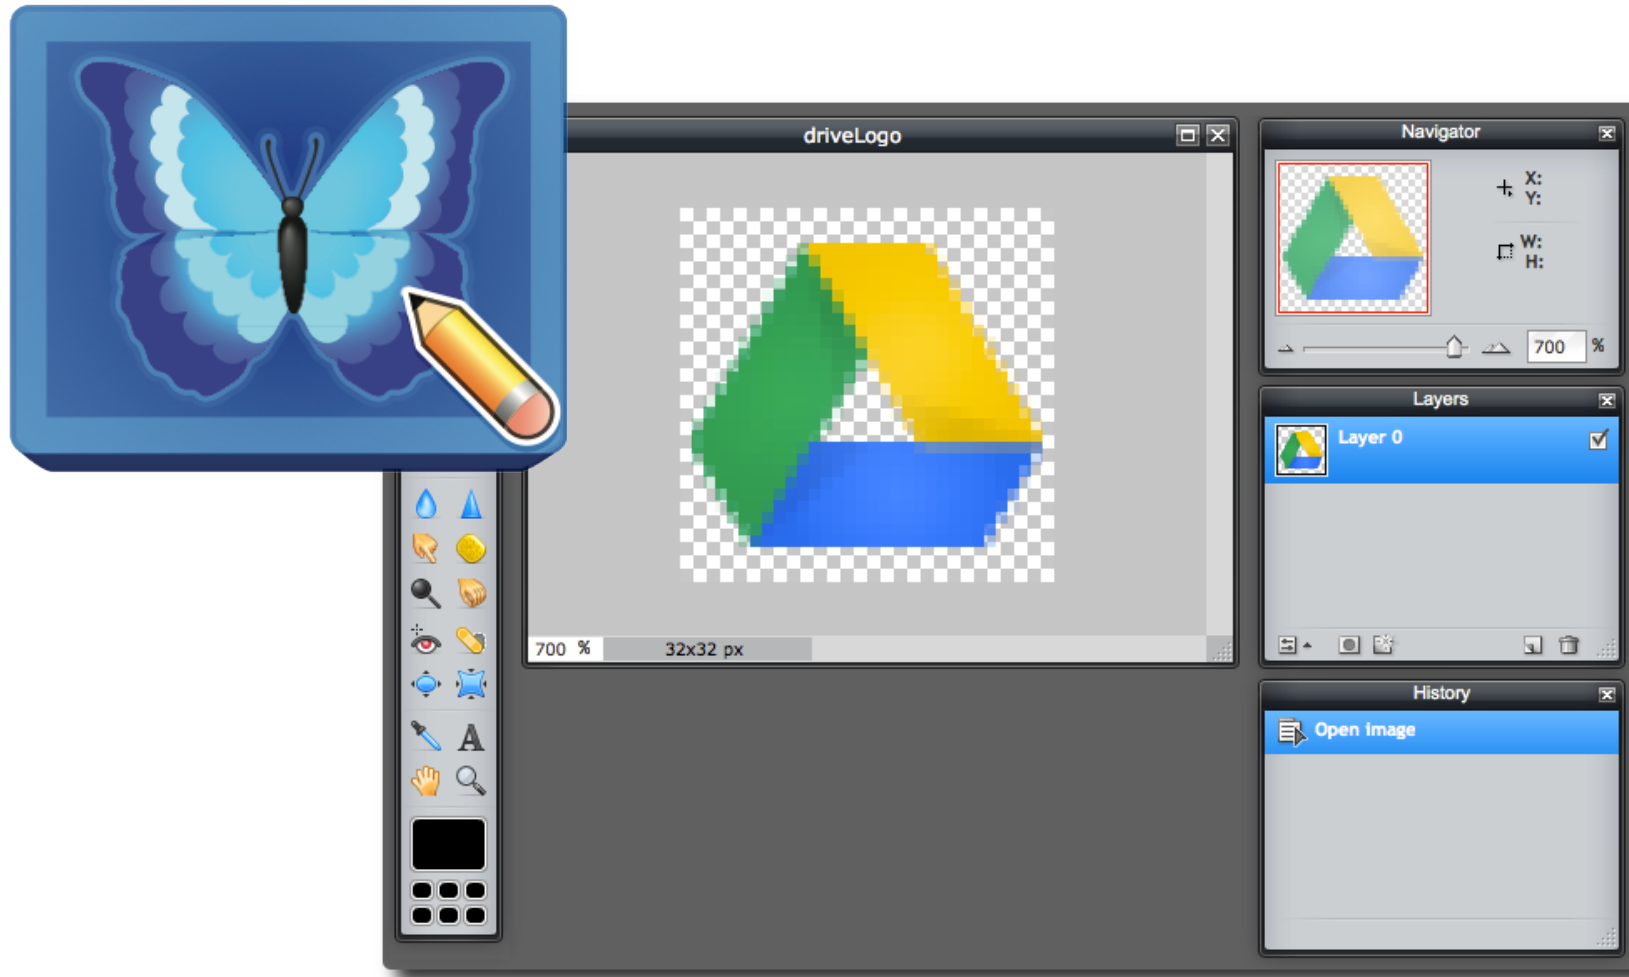 driveLogo
700 %
32x32 px
Navigator
X:
Y:
W:
H:
700 %
Layers
Layer 0
History
Open image
A